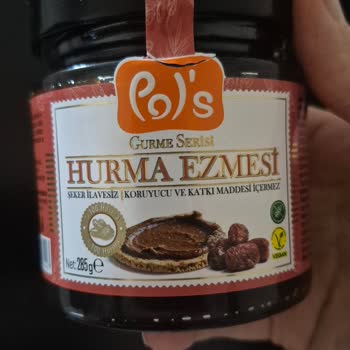 Pol's
GURME SERİSİ
HURMA EZMESİ
ŞEKER İLAVESİZ | KORUYUCU VE KATKI MADDESİ İÇERMEZ
Net: 285g℮
VEGAN